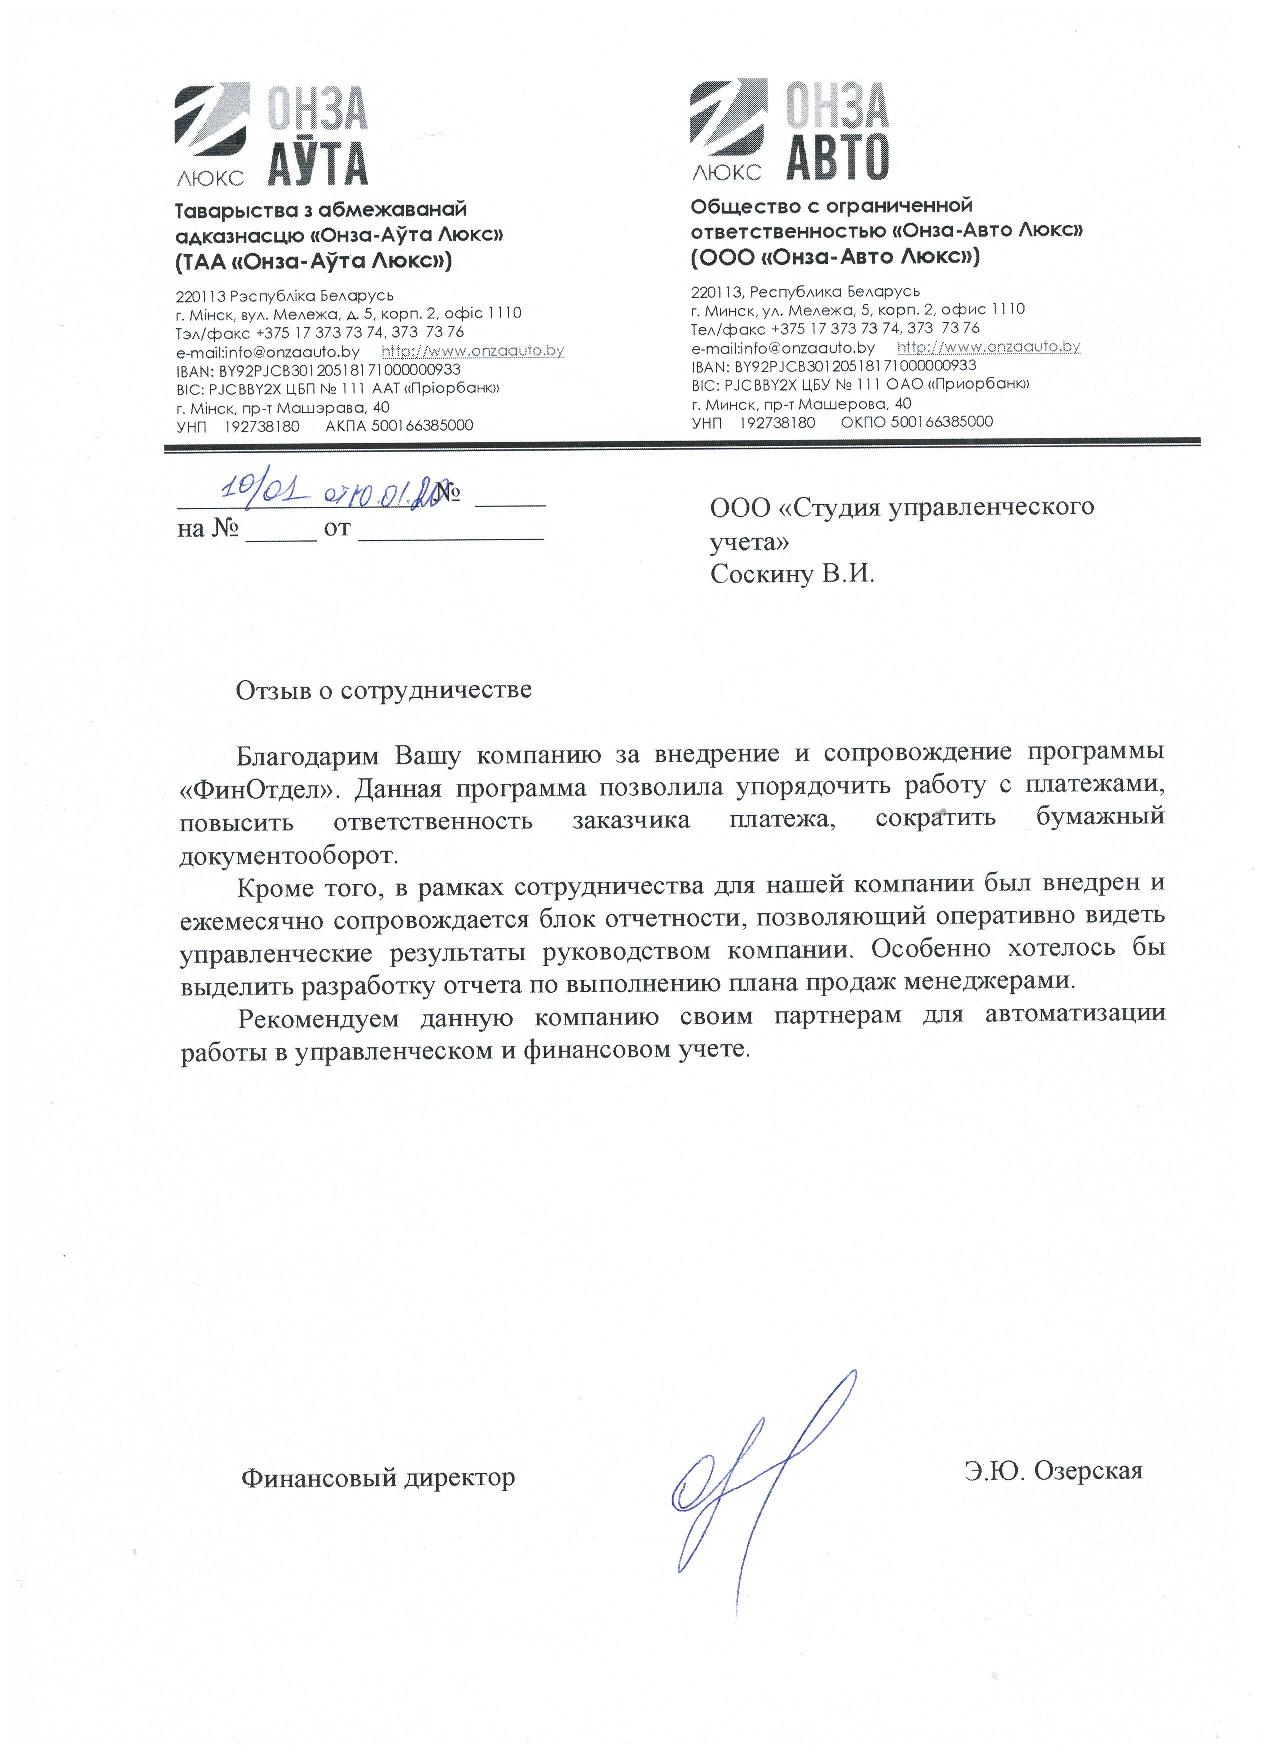 ОНЗА
АЎТА
ЛЮКС
Таварыства з абмежаванай
адказнасцю «Онза-Аўта Люкс»
(ТАА «Онза-Аўта Люкс»)
220113 Рэспубліка Беларусь
г. Мінск, вул. Мележа, д. 5, корп. 2, офіс 1110
Тэл/факс +375 17 373 73 74, 373 73 76
e-mail:info@onzaauto.by http://www.onzaauto.by
IBAN: BY92PJCB30120518171000000933
BIC: PJCBBY2X ЦБП № 111 ААТ «Пріорбанк»
г. Мінск, пр-т Машэрава, 40
УНП 192738180 АКПА 500166385000
ОНЗА
АВТО
ЛЮКС
Общество с ограниченной
ответственностью «Онза-Авто Люкс»
(ООО «Онза-Авто Люкс»)
220113, Республика Беларусь
г. Минск, ул. Мележа, 5, корп. 2, офис 1110
Тел/факс +375 17 373 73 74, 373 73 76
e-mail:info@onzaauto.by http://www.onzaauto.by
IBAN: BY92PJCB30120518171000000933
BIC: PJCBBY2X ЦБУ № 111 ОАО «Приорбанк»
г. Минск, пр-т Машерова, 40
УНП 192738180 ОКПО 500166385000
10/01 от 10.01.20 № _____
на № _____ от _____________
ООО «Студия управленческого
учета»
Соскину В.И.
Отзыв о сотрудничестве
Благодарим Вашу компанию за внедрение и сопровождение программы
«ФинОтдел». Данная программа позволила упорядочить работу с платежами,
повысить ответственность заказчика платежа, сократить бумажный
документооборот.
Кроме того, в рамках сотрудничества для нашей компании был внедрен и
ежемесячно сопровождается блок отчетности, позволяющий оперативно видеть
управленческие результаты руководством компании. Особенно хотелось бы
выделить разработку отчета по выполнению плана продаж менеджерами.
Рекомендуем данную компанию своим партнерам для автоматизации
работы в управленческом и финансовом учете.
Финансовый директор Э.Ю. Озерская